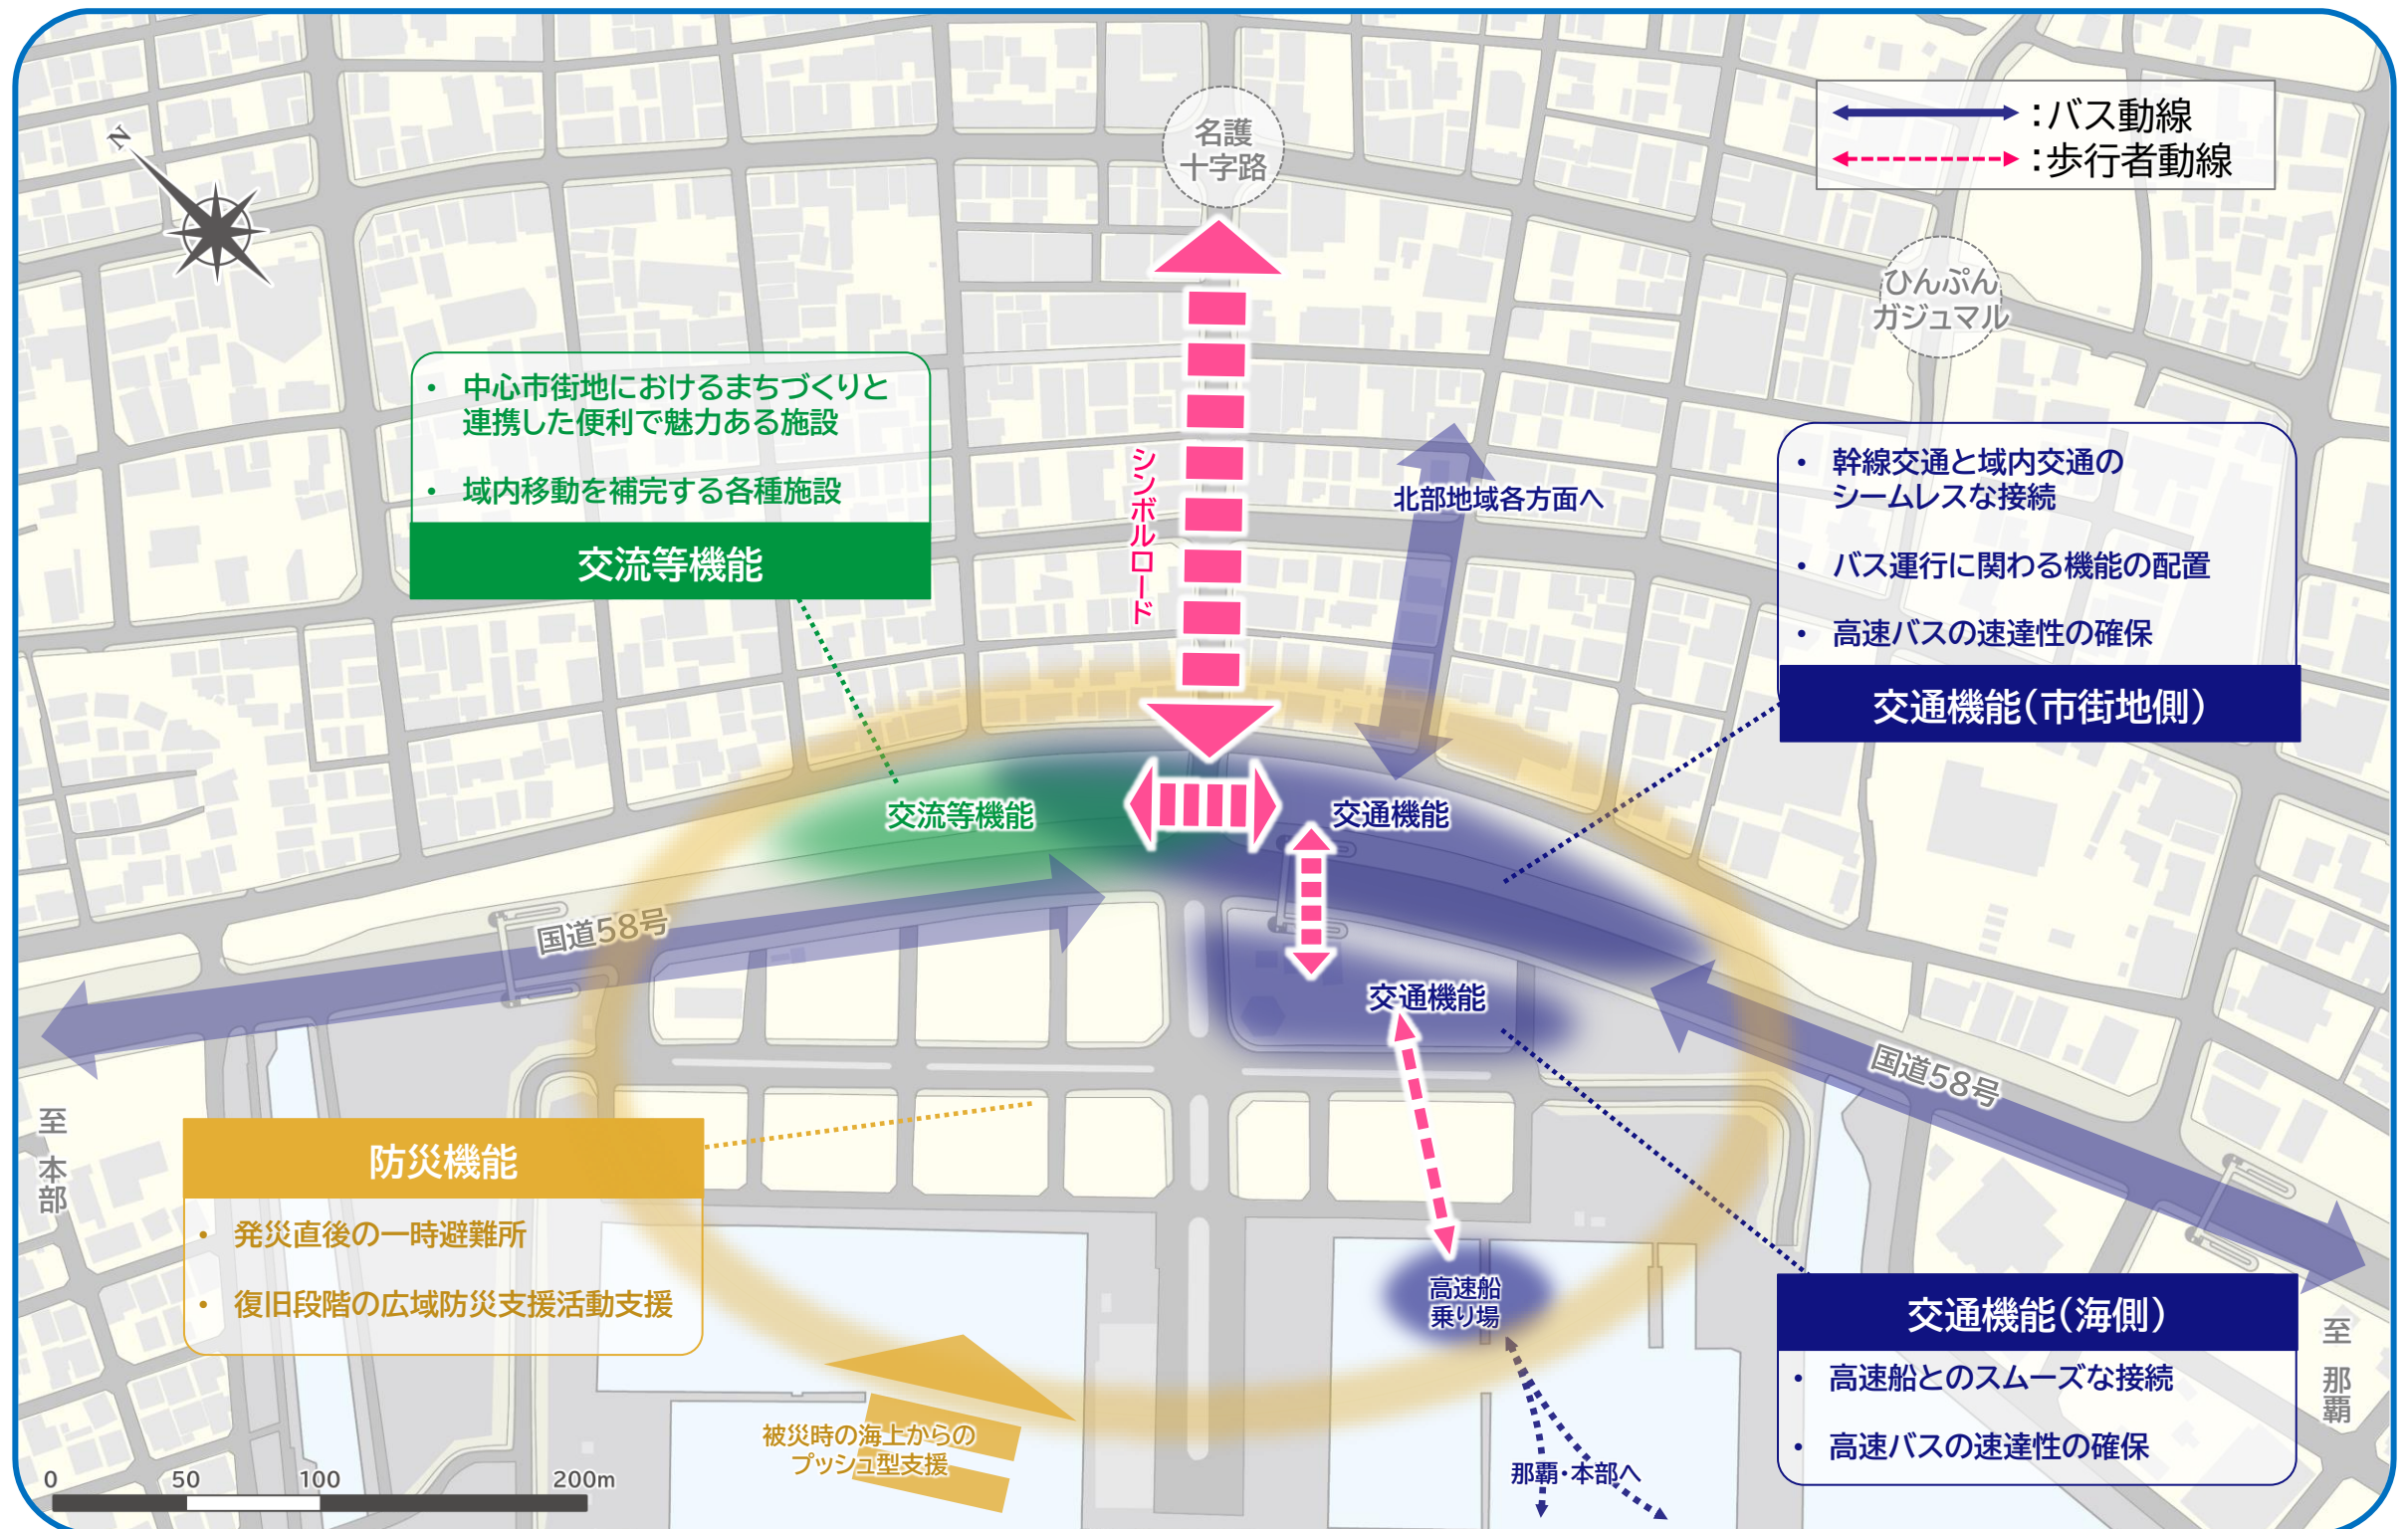 N
名護
十字路
:バス動線
:歩行者動線
ひんぷん
ガジュマル
・ 中心市街地におけるまちづくりと
連携した便利で魅力ある施設
・ 域内移動を補完する各種施設
交流等機能
シンボルロード
北部地域各方面へ
・ 幹線交通と域内交通の
シームレスな接続
・ バス運行に関わる機能の配置
・ 高速バスの速達性の確保
交通機能(市街地側)
交流等機能
交通機能
国道58号
交通機能
国道58号
至 本部
防災機能
・ 発災直後の一時避難所
・ 復旧段階の広域防災支援活動支援
高速船
乗り場
交通機能(海側)
・ 高速船とのスムーズな接続
・ 高速バスの速達性の確保
至 那覇
被災時の海上からの
プッシュ型支援
那覇・本部へ
0 50 100 200m